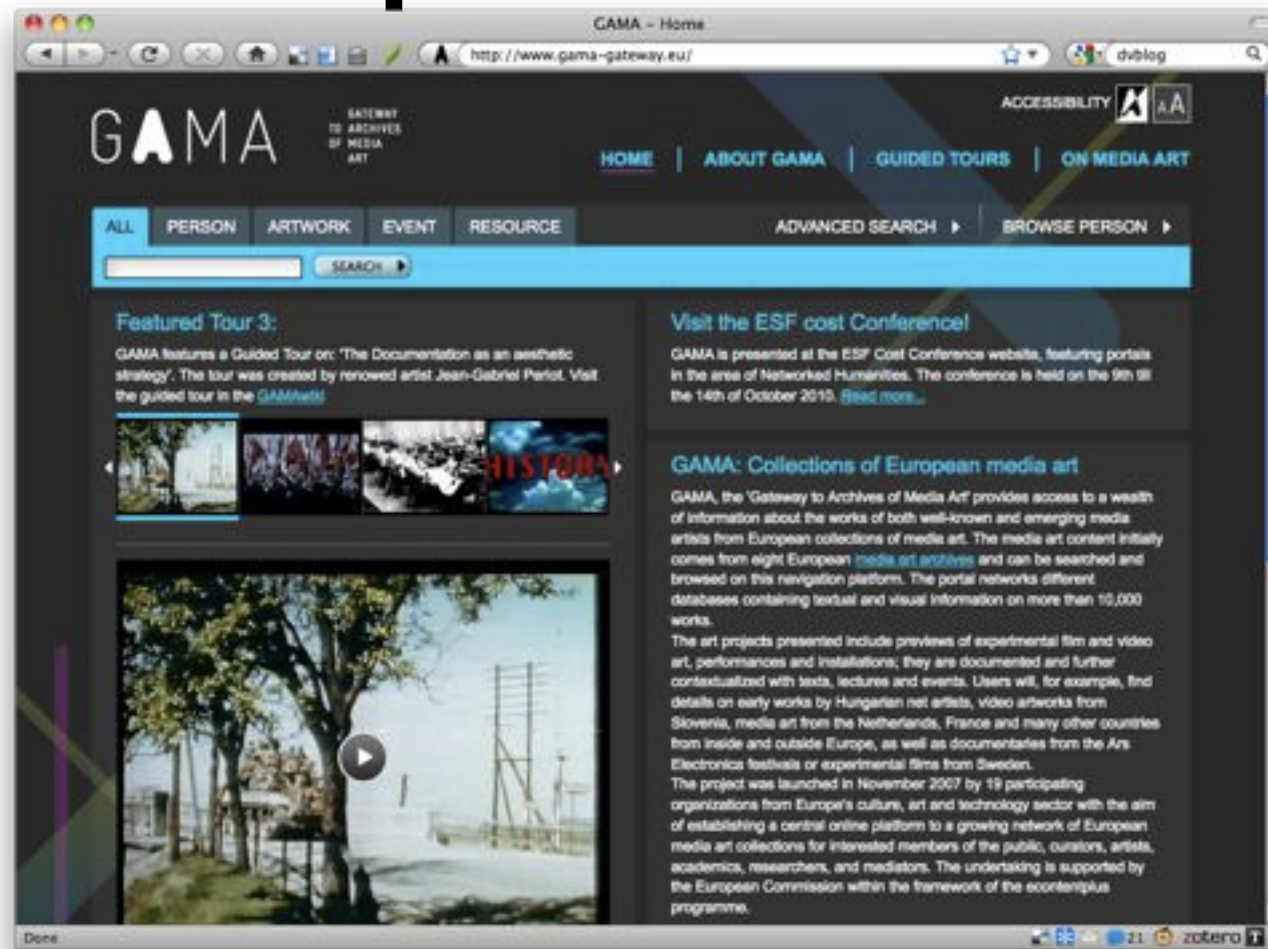 GAMA – Home
http://www.gama-gateway.eu/
dvblog
GAMA
GATEWAY
TO ARCHIVES
OF MEDIA
ART
ACCESSIBILITY A AA
HOME | ABOUT GAMA | GUIDED TOURS | ON MEDIA ART
ALL PERSON ARTWORK EVENT RESOURCE ADVANCED SEARCH BROWSE PERSON
SEARCH
Featured Tour 3:
GAMA features a Guided Tour on: 'The Documentation as an aesthetic
strategy'. The tour was created by renowed artist Jean-Gabriel Periot. Visit
the guided tour in the GAMAwiki
HISTORY
Visit the ESF cost Conference!
GAMA is presented at the ESF Cost Conference website, featuring portals
in the area of Networked Humanities. The conference is held on the 9th till
the 14th of October 2010. Read more...
GAMA: Collections of European media art
GAMA, the 'Gateway to Archives of Media Art' provides access to a wealth
of information about the works of both well-known and emerging media
artists from European collections of media art. The media art content initially
comes from eight European media art archives and can be searched and
browsed on this navigation platform. The portal networks different
databases containing textual and visual information on more than 10,000
works.
The art projects presented include previews of experimental film and video
art, performances and installations; they are documented and further
contextualized with texts, lectures and events. Users will, for example, find
details on early works by Hungarian net artists, video artworks from
Slovenia, media art from the Netherlands, France and many other countries
from inside and outside Europe, as well as documentaries from the Ars
Electronica festivals or experimental films from Sweden.
The project was launched in November 2007 by 19 participating
organizations from Europe's culture, art and technology sector with the aim
of establishing a central online platform to a growing network of European
media art collections for interested members of the public, curators, artists,
academics, researchers, and mediators. The undertaking is supported by
the European Commission within the framework of the econtentplus
programme.
Done
21 zotero